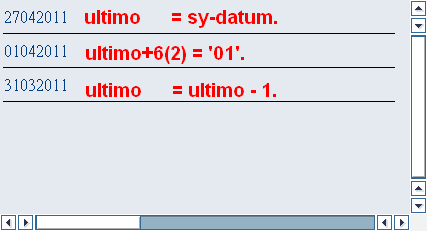 27042011 ultimo = sy-datum.
01042011 ultimo+6(2) = '01'.
31032011 ultimo = ultimo - 1.